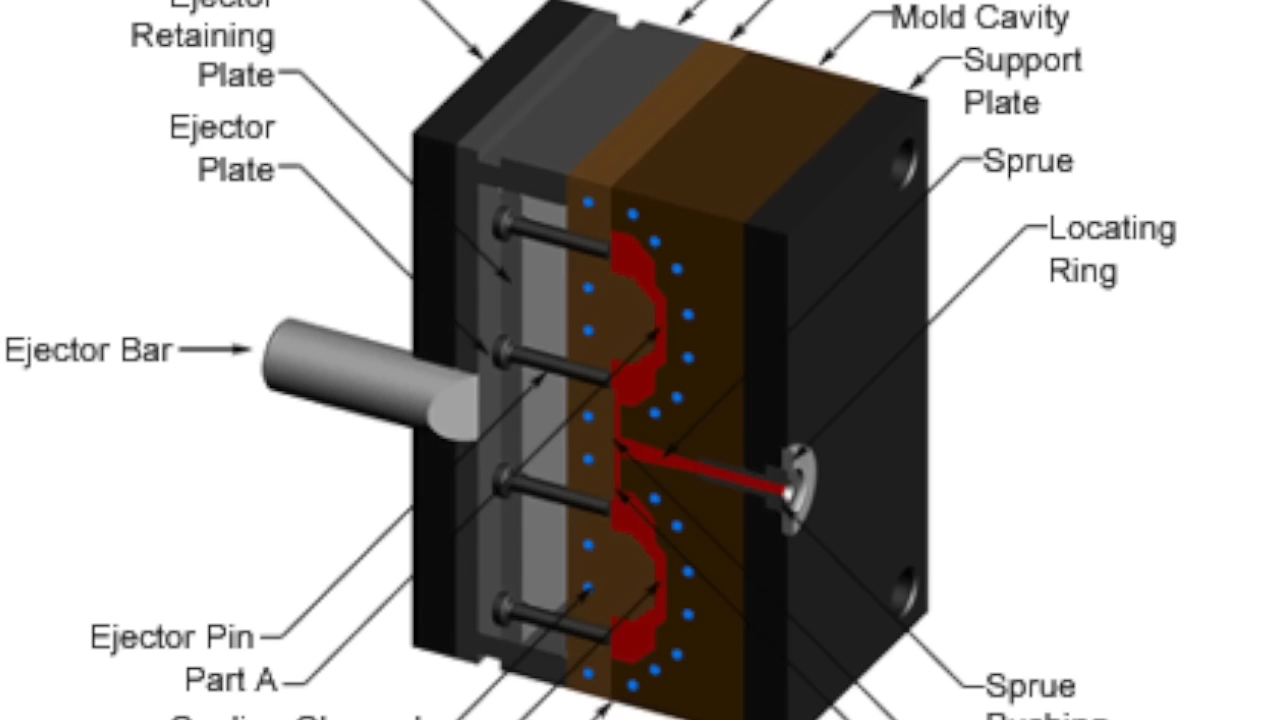 Ejector
Retaining
Plate
Ejector
Plate
Ejector Bar
Ejector Pin
Part A
Mold Cavity
Support
Plate
Sprue
Locating
Ring
Sprue